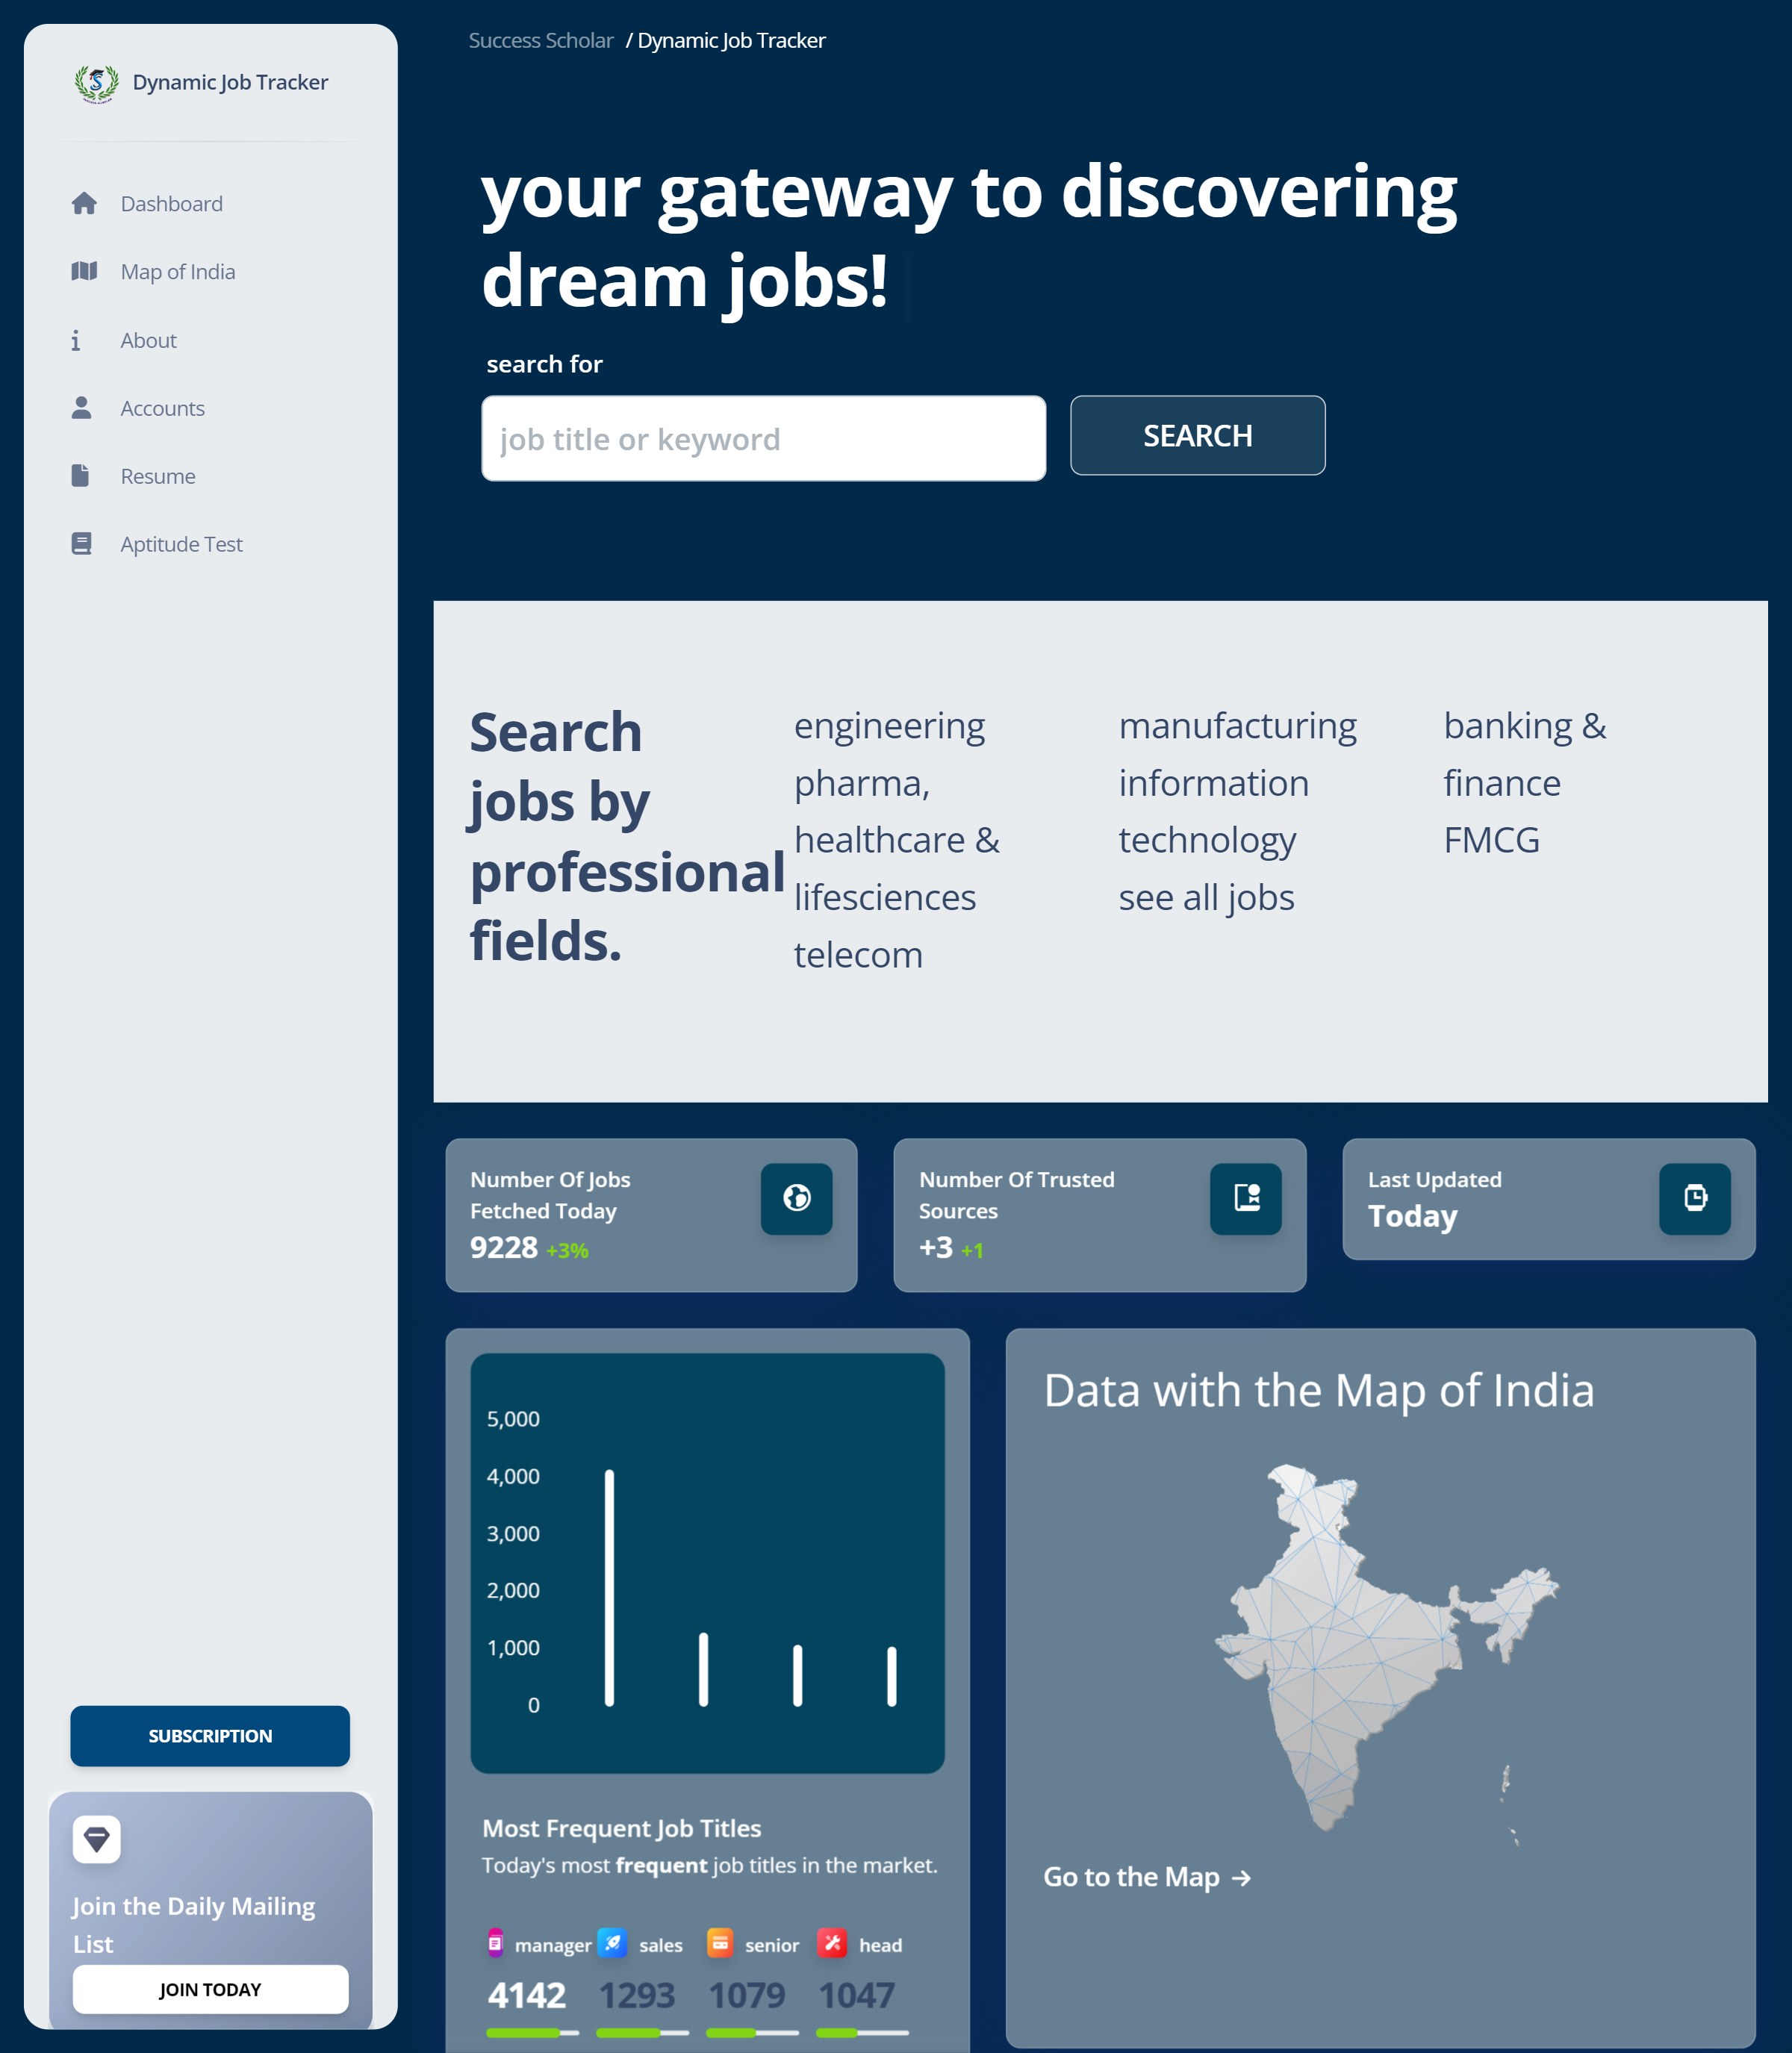 Dynamic Job Tracker
Dashboard
Map of India
About
Accounts
Resume
Aptitude Test
SUBSCRIPTION
Join the Daily Mailing
List
JOIN TODAY
Success Scholar / Dynamic Job Tracker
your gateway to discovering
dream jobs!
search for
job title or keyword
SEARCH
Search
jobs by
professional
fields.
engineering
pharma,
healthcare &
lifesciences
telecom
manufacturing
information
technology
see all jobs
banking &
finance
FMCG
Number Of Jobs
Fetched Today
9228 +3%
Number Of Trusted
Sources
+3 +1
Last Updated
Today
5,000
4,000
3,000
2,000
1,000
0
Most Frequent Job Titles
Today's most frequent job titles in the market.
manager sales senior head
4142 1293 1079 1047
Data with the Map of India
Go to the Map →